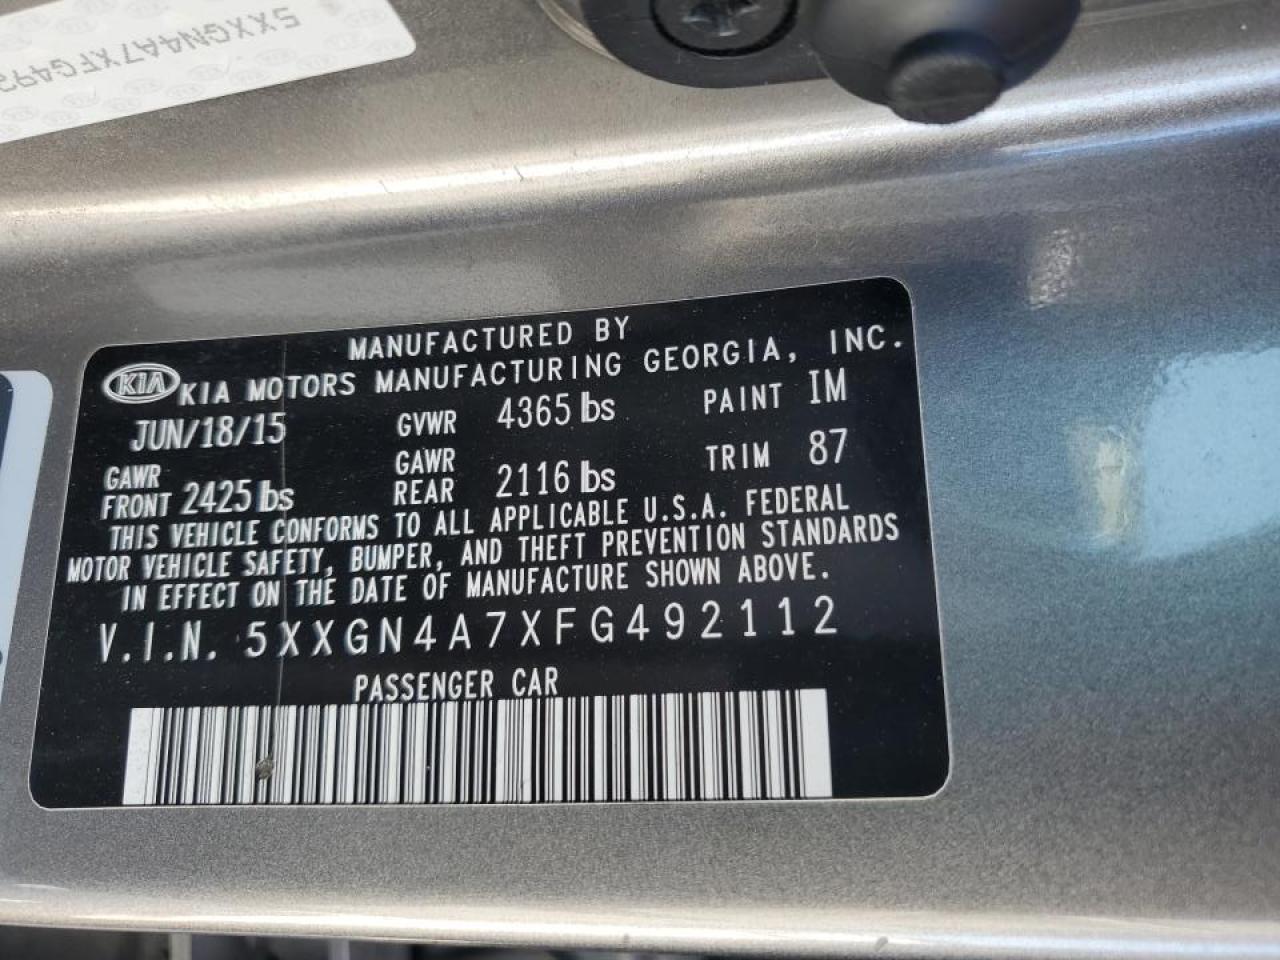 5XXGN4A7XFG492
MANUFACTURED BY
KIA KIA MOTORS MANUFACTURING GEORGIA, INC.
JUN/18/15 GVWR 4365 lbs PAINT IM
GAWR FRONT 2425 lbs GAWR REAR 2116 lbs TRIM 87
THIS VEHICLE CONFORMS TO ALL APPLICABLE U.S.A. FEDERAL
MOTOR VEHICLE SAFETY, BUMPER, AND THEFT PREVENTION STANDARDS
IN EFFECT ON THE DATE OF MANUFACTURE SHOWN ABOVE.
V.I.N. 5XXGN4A7XFG492112
PASSENGER CAR